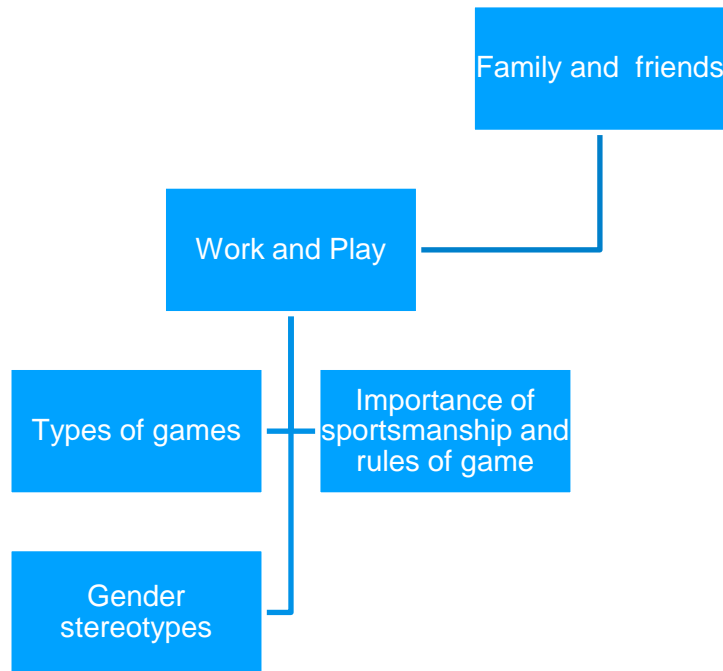 Family and friends
Work and Play
Types of games
Importance of
sportsmanship and
rules of game
Gender
stereotypes